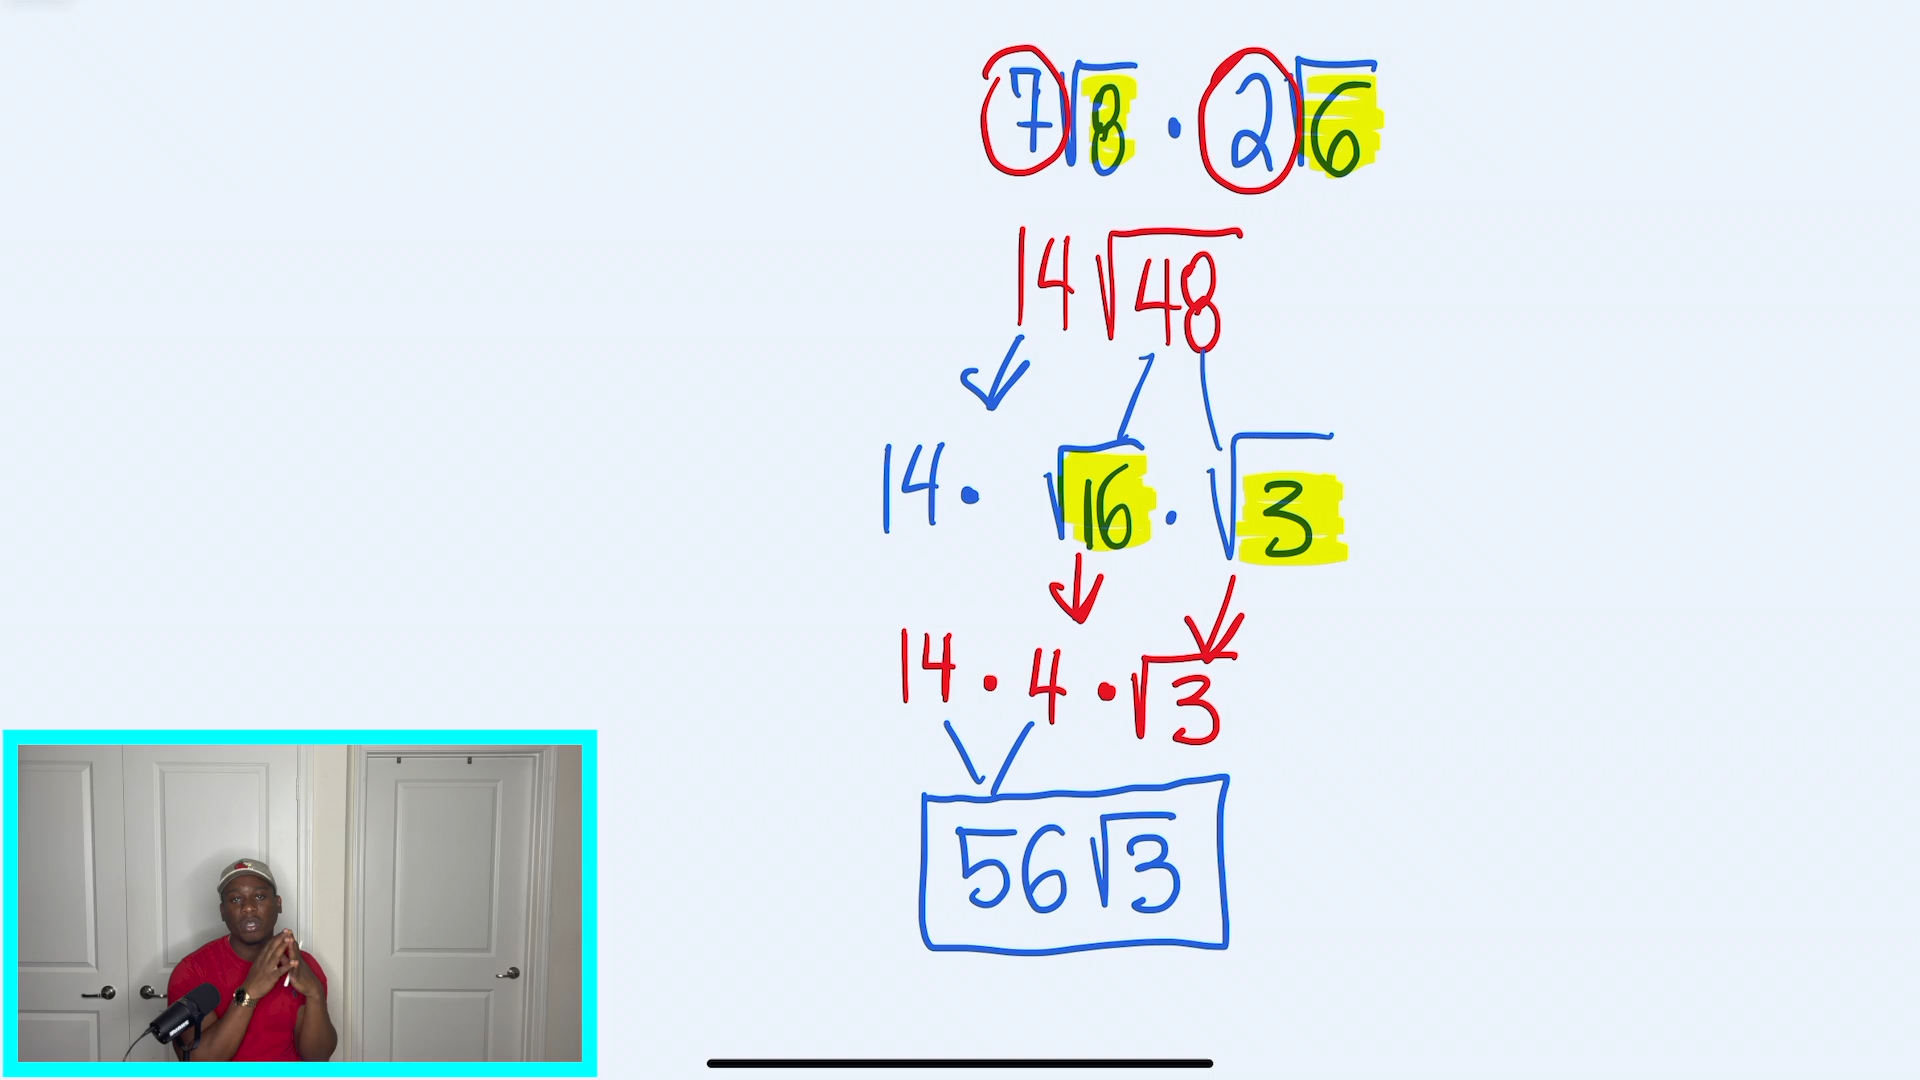 7√8 · 2√6
14√48
14 · √16 · √3
14 · 4 · √3
56√3